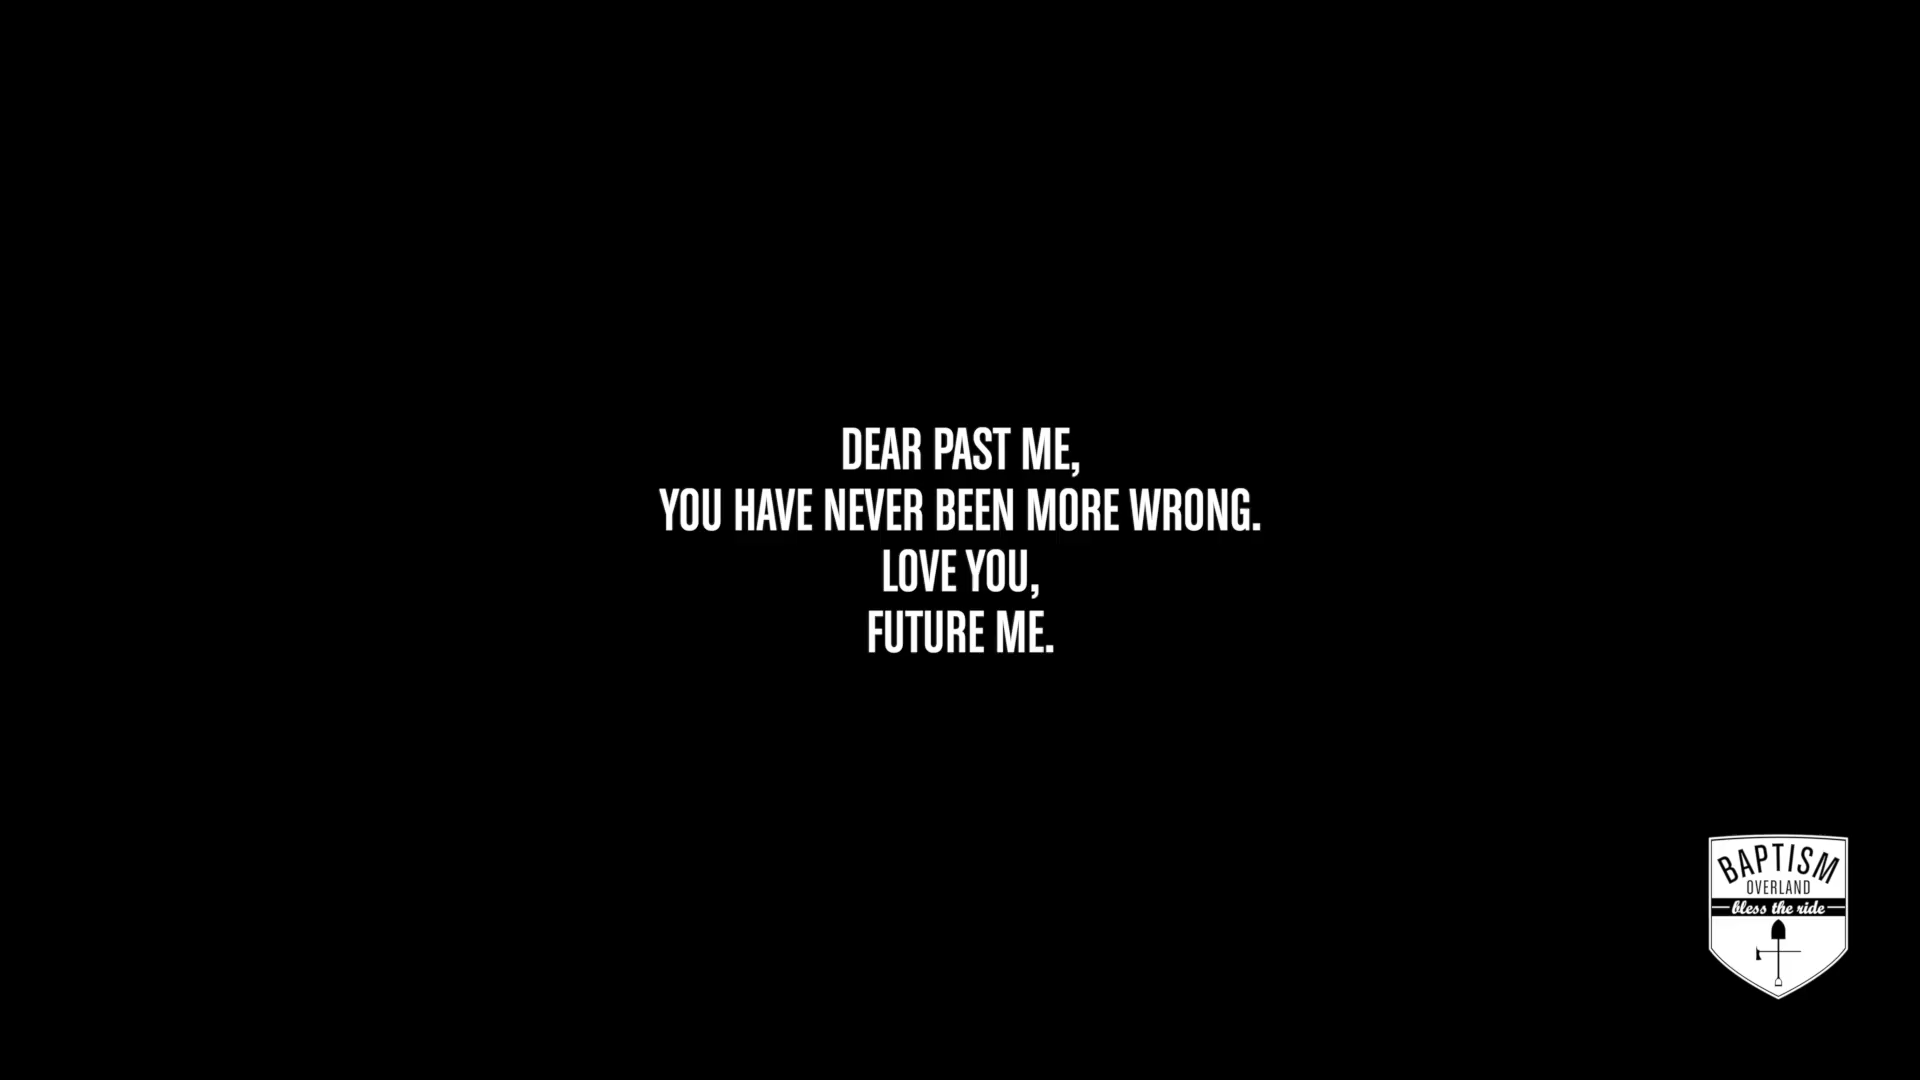 DEAR PAST ME,
YOU HAVE NEVER BEEN MORE WRONG.
LOVE YOU,
FUTURE ME.
BAPTISM
OVERLAND
bless the ride